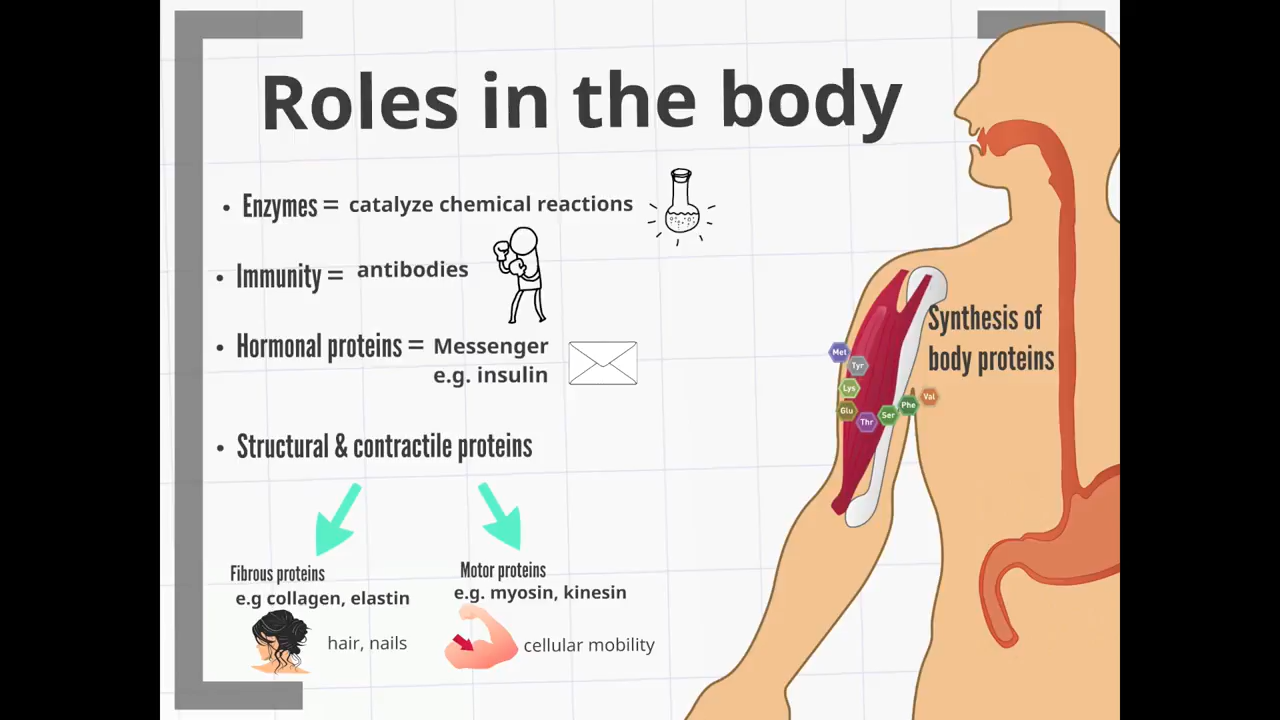 Roles in the body
• Enzymes = catalyze chemical reactions
• Immunity = antibodies
• Hormonal proteins = Messenger
e.g. insulin
• Structural & contractile proteins
Fibrous proteins
e.g collagen, elastin
hair, nails
Motor proteins
e.g. myosin, kinesin
cellular mobility
Synthesis of
body proteins
Met
Tyr
Lys
Glu
Thr
Ser
Phe
Val